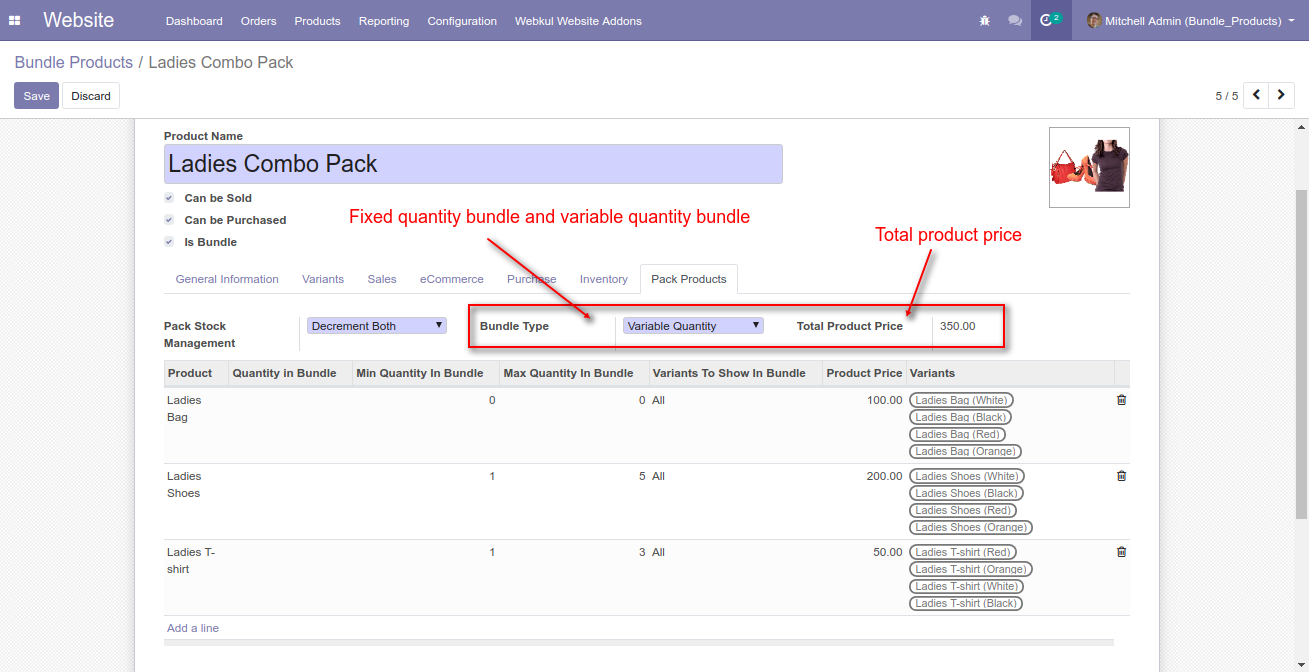 Website Dashboard Orders Products Reporting Configuration Webkul Website Addons 2 Mitchell Admin (Bundle_Products)
Bundle Products / Ladies Combo Pack
Save Discard 5 / 5
Product Name
Ladies Combo Pack
Can be Sold
Can be Purchased
Is Bundle
Fixed quantity bundle and variable quantity bundle
Total product price
General Information Variants Sales eCommerce Purchase Inventory Pack Products
Pack Stock Management Decrement Both Bundle Type Variable Quantity Total Product Price 350.00
Product Quantity in Bundle Min Quantity In Bundle Max Quantity In Bundle Variants To Show In Bundle Product Price Variants
Ladies 0 0 All 100.00 Ladies Bag (White)
Bag Ladies Bag (Black)
Ladies Bag (Red)
Ladies Bag (Orange)
Ladies 1 5 All 200.00 Ladies Shoes (White)
Shoes Ladies Shoes (Black)
Ladies Shoes (Red)
Ladies Shoes (Orange)
Ladies T- 1 3 All 50.00 Ladies T-shirt (Red)
shirt Ladies T-shirt (Orange)
Ladies T-shirt (White)
Ladies T-shirt (Black)
Add a line